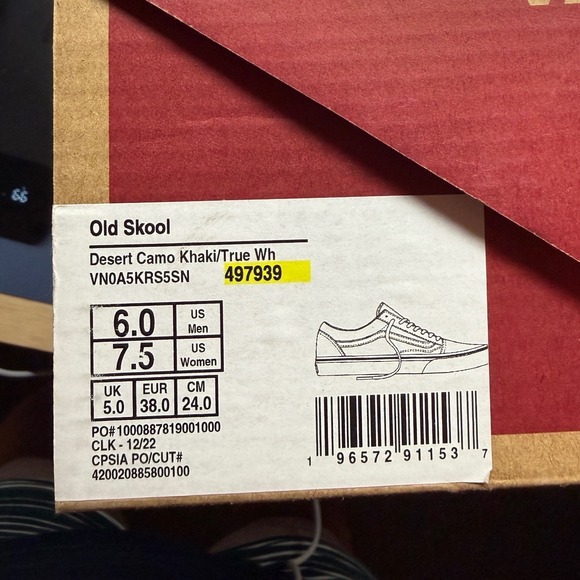 Old Skool
Desert Camo Khaki/True Wh
VN0A5KRS5SN 497939
6.0 US Men
7.5 US Women
UK 5.0 EUR 38.0 CM 24.0
PO#1000887819001000
CLK - 12/22
CPSIA PO/CUT#
420020885800100
1 96572 91153 7